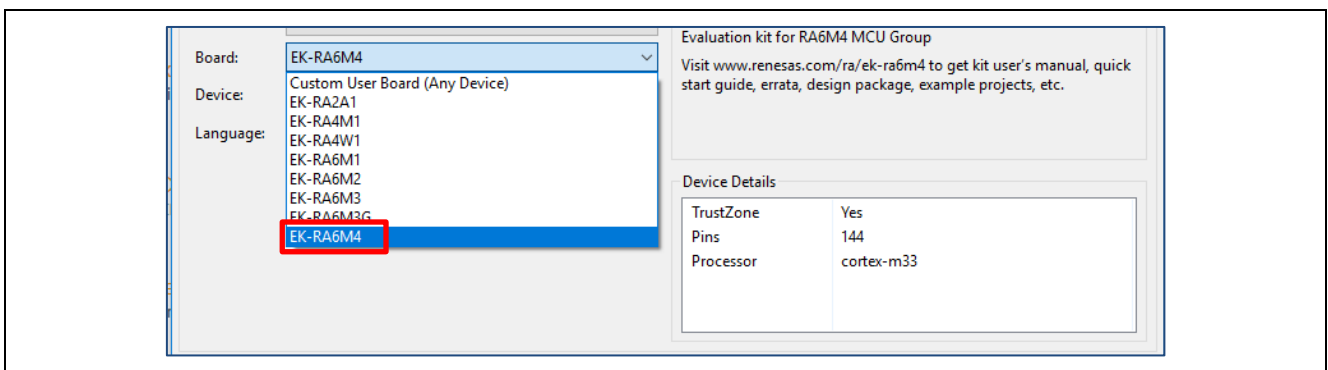 Board:
EK-RA6M4
Custom User Board (Any Device)
EK-RA2A1
EK-RA4M1
EK-RA4W1
EK-RA6M1
EK-RA6M2
EK-RA6M3
EK-RA6M3G
EK-RA6M4
Device:
Language:
Evaluation kit for RA6M4 MCU Group
Visit www.renesas.com/ra/ek-ra6m4 to get kit user's manual, quick
start guide, errata, design package, example projects, etc.
Device Details
TrustZone Yes
Pins 144
Processor cortex-m33